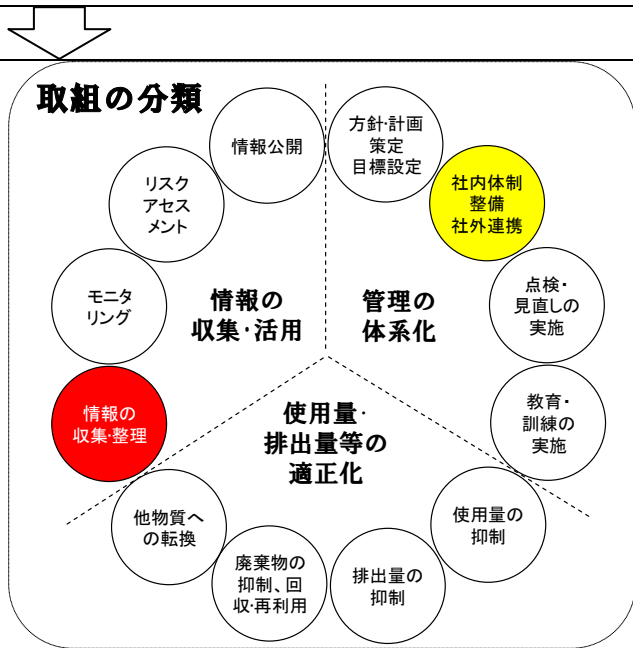 取組の分類
情報公開
方針・計画
策定
目標設定
リスク
アセス
メント
社内体制
整備
社外連携
モニタ
リング
情報の
収集・活用
管理の
体系化
点検・
見直しの
実施
情報の
収集・整理
使用量・
排出量等の
適正化
教育・
訓練の
実施
他物質へ
の転換
廃棄物の
抑制、回
収・再利用
排出量の
抑制
使用量の
抑制